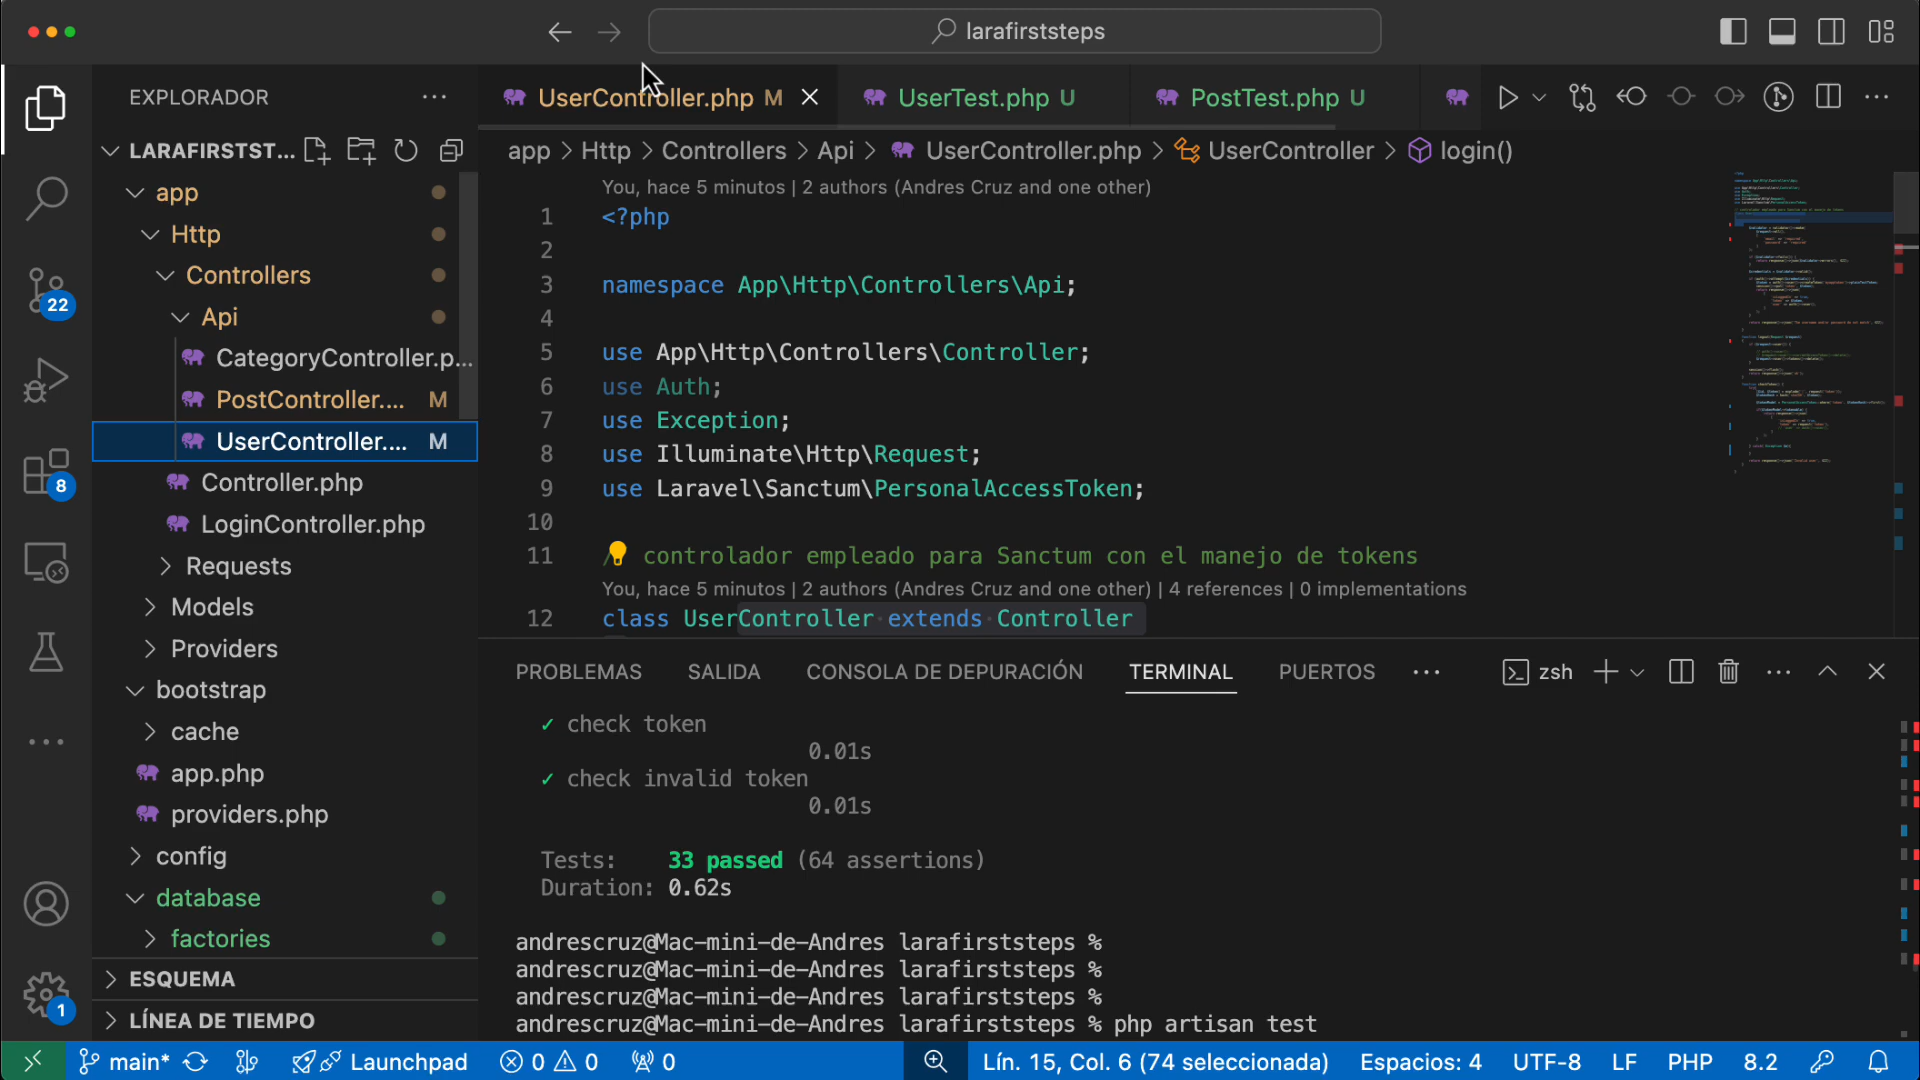 larafirststeps
EXPLORADOR
UserController.php M
UserTest.php U
PostTest.php U
LARAFIRSTST...
app > Http > Controllers > Api > UserController.php > UserController > login()
app
Http
Controllers
Api
CategoryController.p...
PostController.... M
UserController.... M
Controller.php
LoginController.php
Requests
Models
Providers
bootstrap
cache
app.php
providers.php
config
database
factories
ESQUEMA
LÍNEA DE TIEMPO
22
8
1
You, hace 5 minutos | 2 authors (Andres Cruz and one other)
1 <?php
2
3 namespace App\Http\Controllers\Api;
4
5 use App\Http\Controllers\Controller;
6 use Auth;
7 use Exception;
8 use Illuminate\Http\Request;
9 use Laravel\Sanctum\PersonalAccessToken;
10
11 / controlador empleado para Sanctum con el manejo de tokens
You, hace 5 minutos | 2 authors (Andres Cruz and one other) | 4 references | 0 implementations
12 class UserController extends Controller
PROBLEMAS SALIDA CONSOLA DE DEPURACIÓN TERMINAL PUERTOS
zsh
✓ check token
0.01s
✓ check invalid token
0.01s
Tests: 33 passed (64 assertions)
Duration: 0.62s
andrescruz@Mac-mini-de-Andres larafirststeps %
andrescruz@Mac-mini-de-Andres larafirststeps %
andrescruz@Mac-mini-de-Andres larafirststeps %
andrescruz@Mac-mini-de-Andres larafirststeps % php artisan test
main* Launchpad 0 0 0 Lín. 15, Col. 6 (74 seleccionada) Espacios: 4 UTF-8 LF PHP 8.2